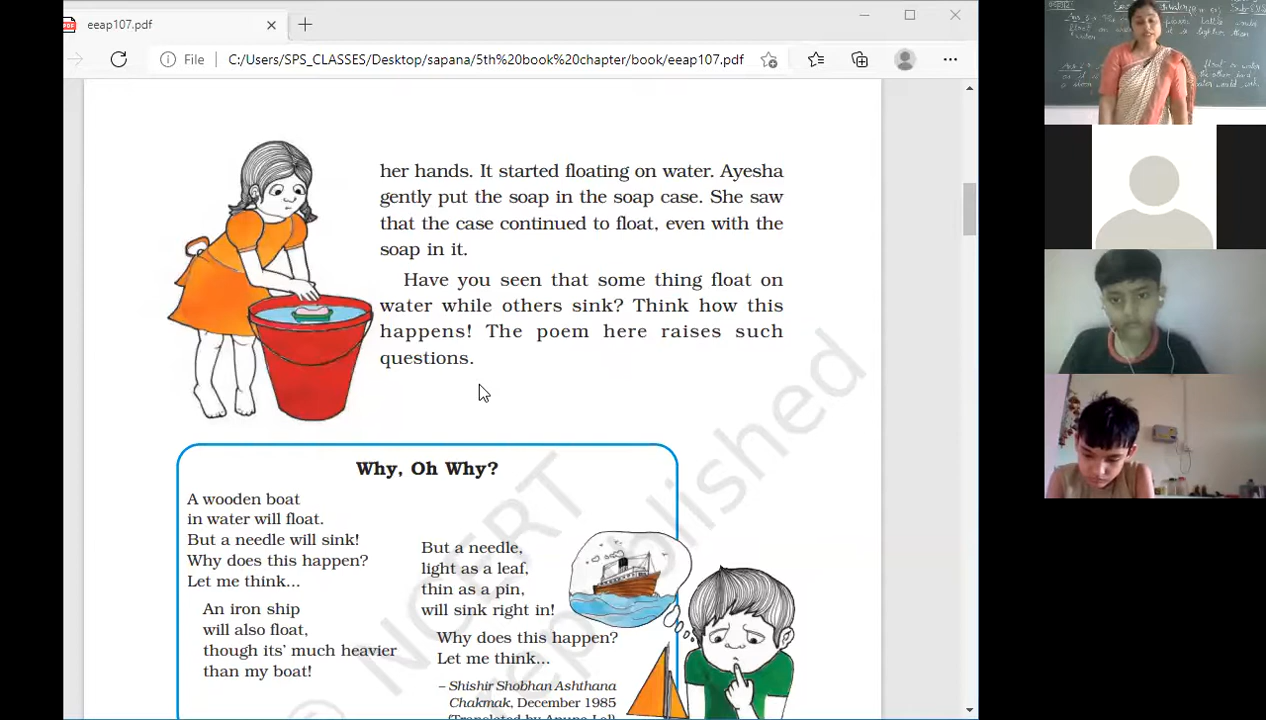 eeap107.pdf
File
C:/Users/SPS_CLASSES/Desktop/sapana/5th%20book%20chapter/book/eeap107.pdf
her hands. It started floating on water. Ayesha
gently put the soap in the soap case. She saw
that the case continued to float, even with the
soap in it.
Have you seen that some thing float on
water while others sink? Think how this
happens! The poem here raises such
questions.
Why, Oh Why?
A wooden boat
in water will float.
But a needle will sink!
Why does this happen?
Let me think...
An iron ship
will also float,
though its' much heavier
than my boat!
But a needle,
light as a leaf,
thin as a pin,
will sink right in!
Why does this happen?
Let me think...
– Shishir Shobhan Ashthana
Chakmak, December 1985
© NCERT
republished